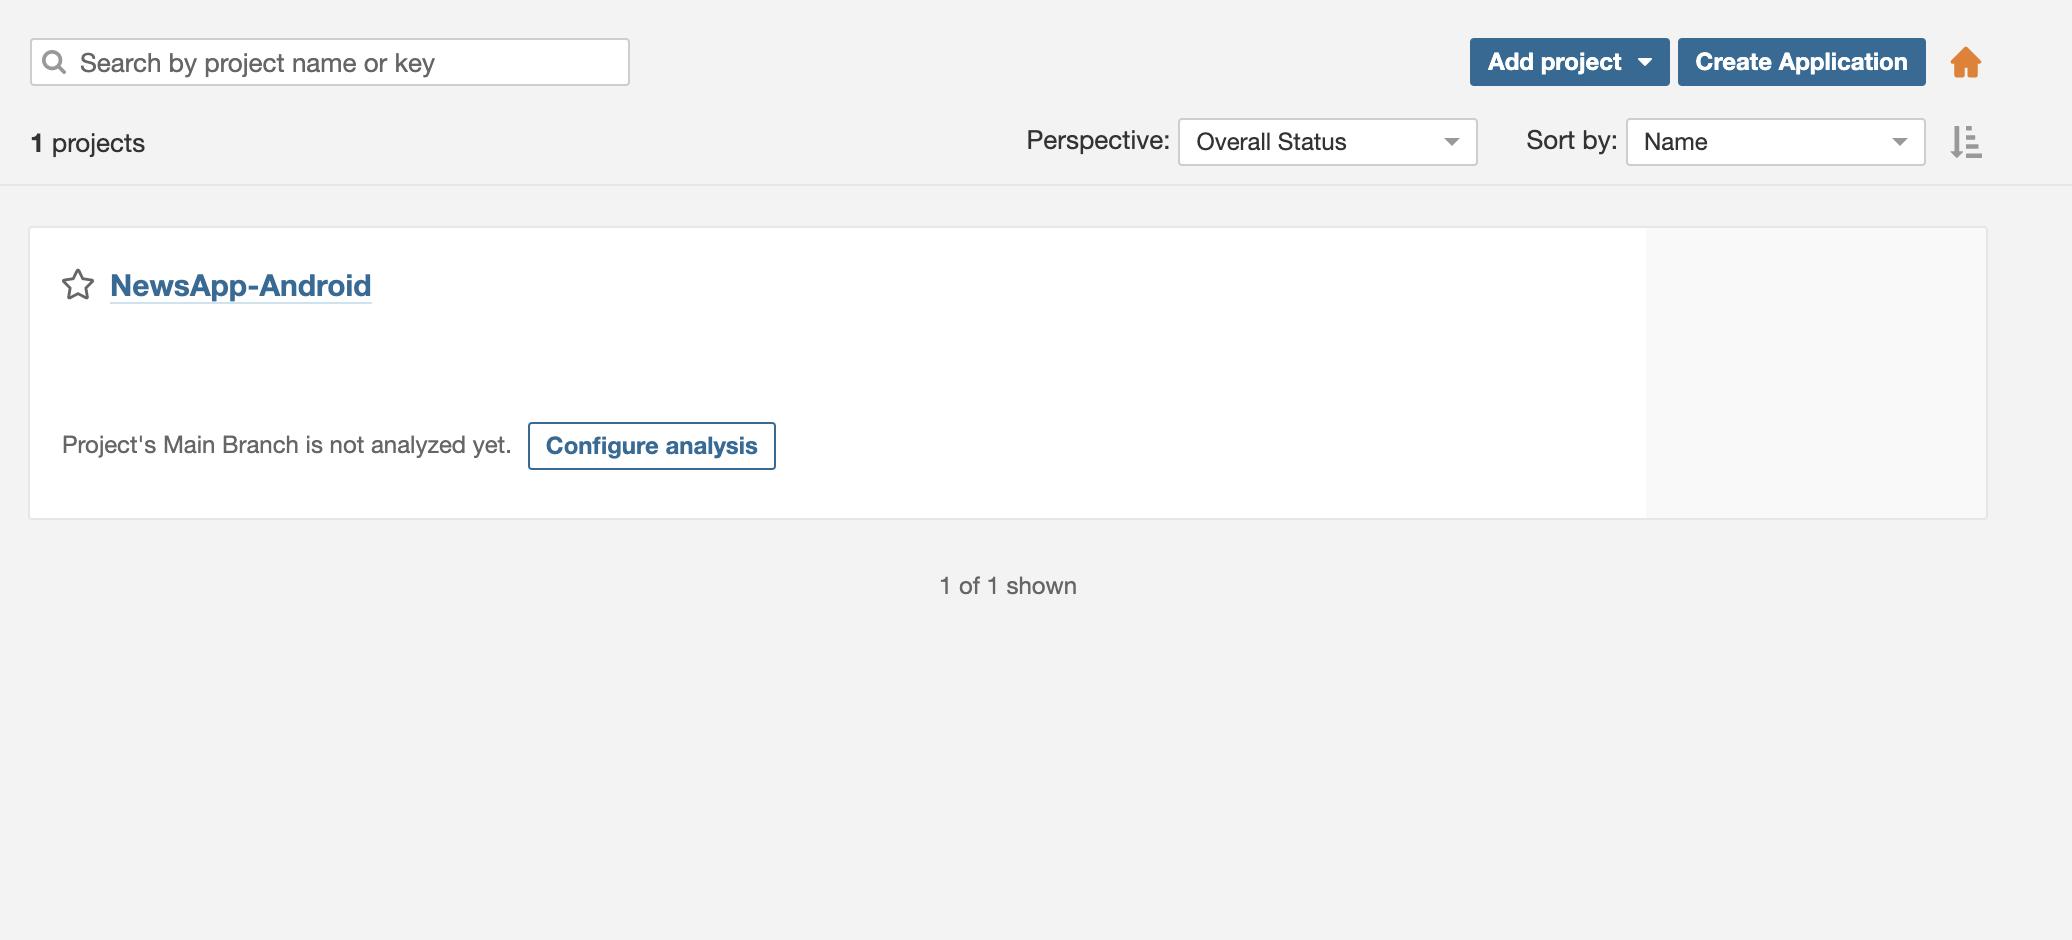 Search by project name or key
Add project
Create Application
1 projects
Perspective:
Overall Status
Sort by:
Name
NewsApp-Android
Project's Main Branch is not analyzed yet.
Configure analysis
1 of 1 shown